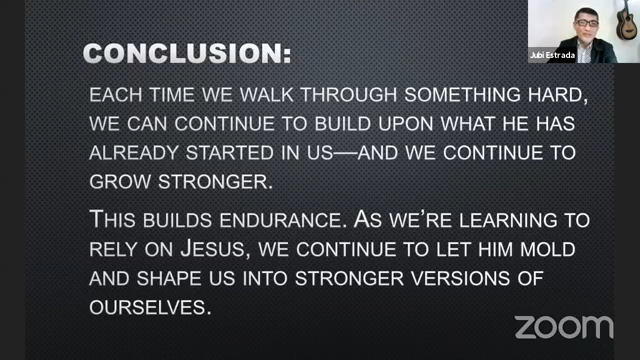 CONCLUSION:
EACH TIME WE WALK THROUGH SOMETHING HARD,
WE CAN CONTINUE TO BUILD UPON WHAT HE HAS
ALREADY STARTED IN US—AND WE CONTINUE TO
GROW STRONGER.
THIS BUILDS ENDURANCE. AS WE'RE LEARNING TO
RELY ON JESUS, WE CONTINUE TO LET HIM MOLD
AND SHAPE US INTO STRONGER VERSIONS OF
OURSELVES.
Jubi Estrada
zoom